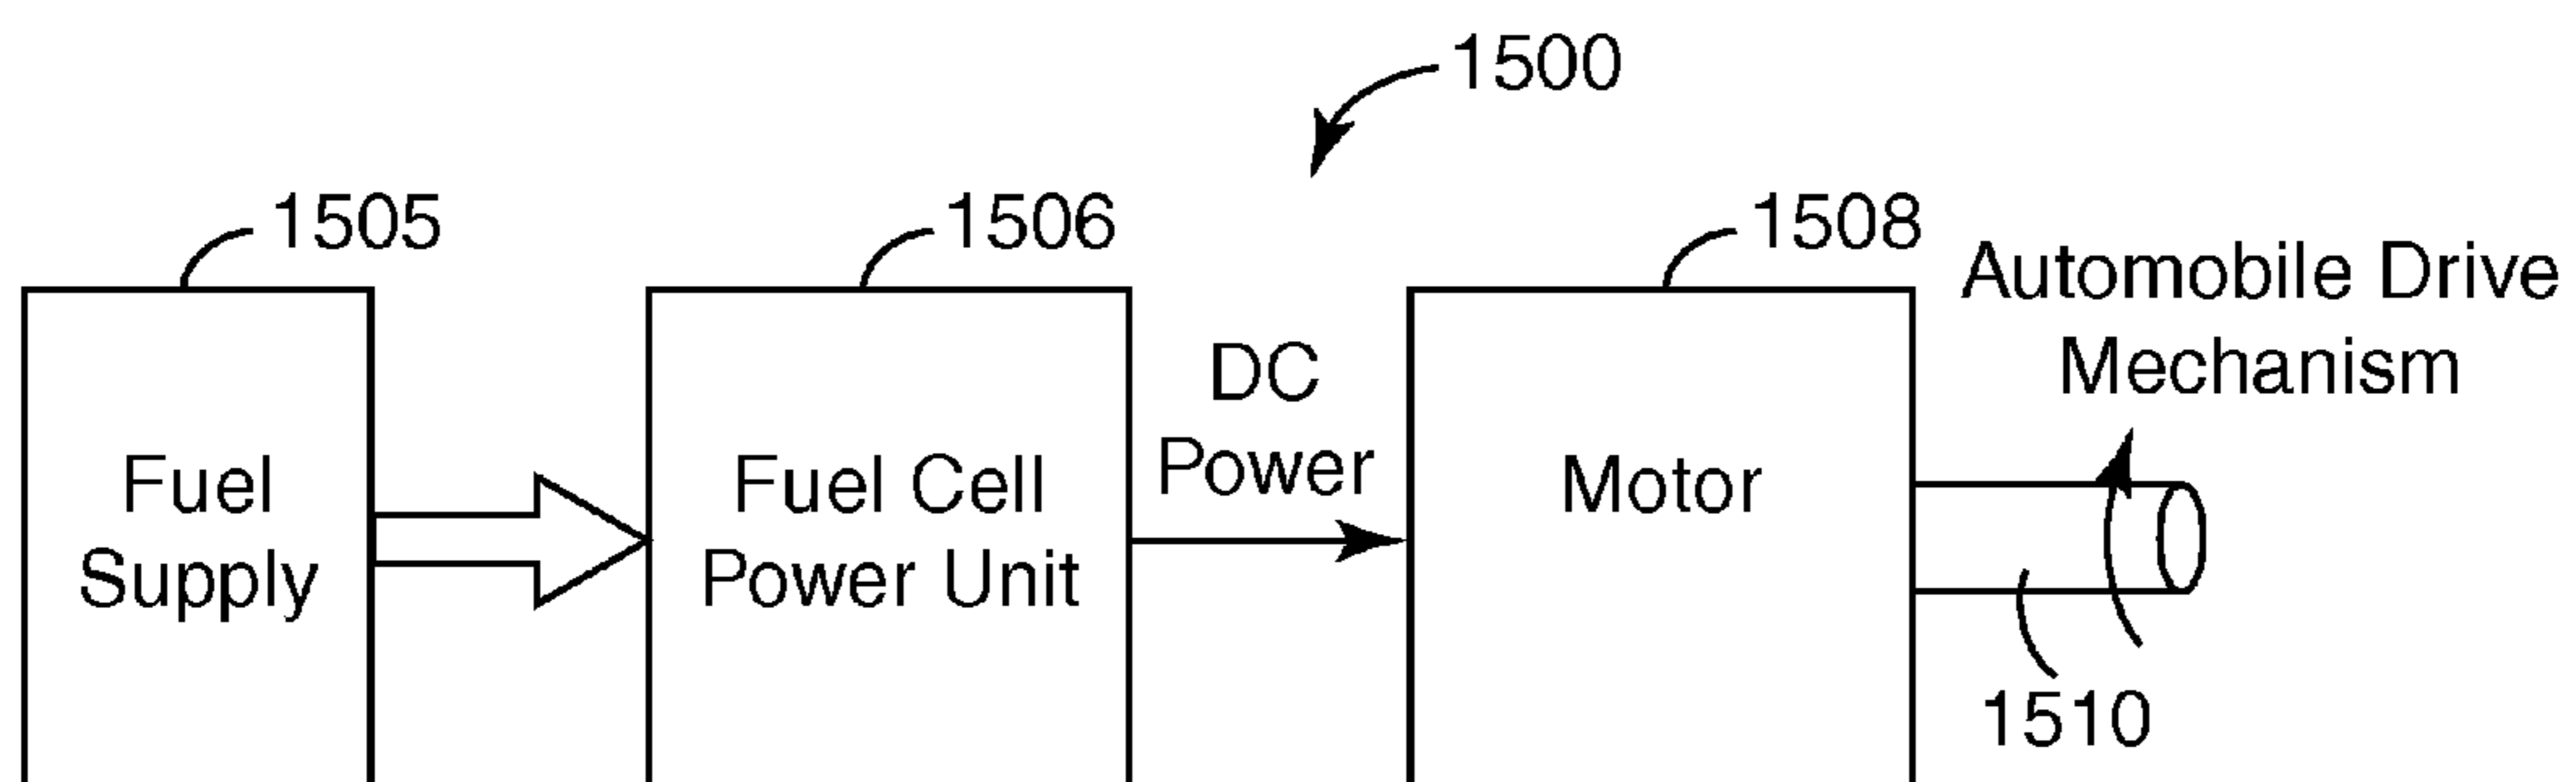 1500
1505
1506
1508
Automobile Drive
Mechanism
DC
Power
Fuel
Supply
Fuel Cell
Power Unit
Motor
1510